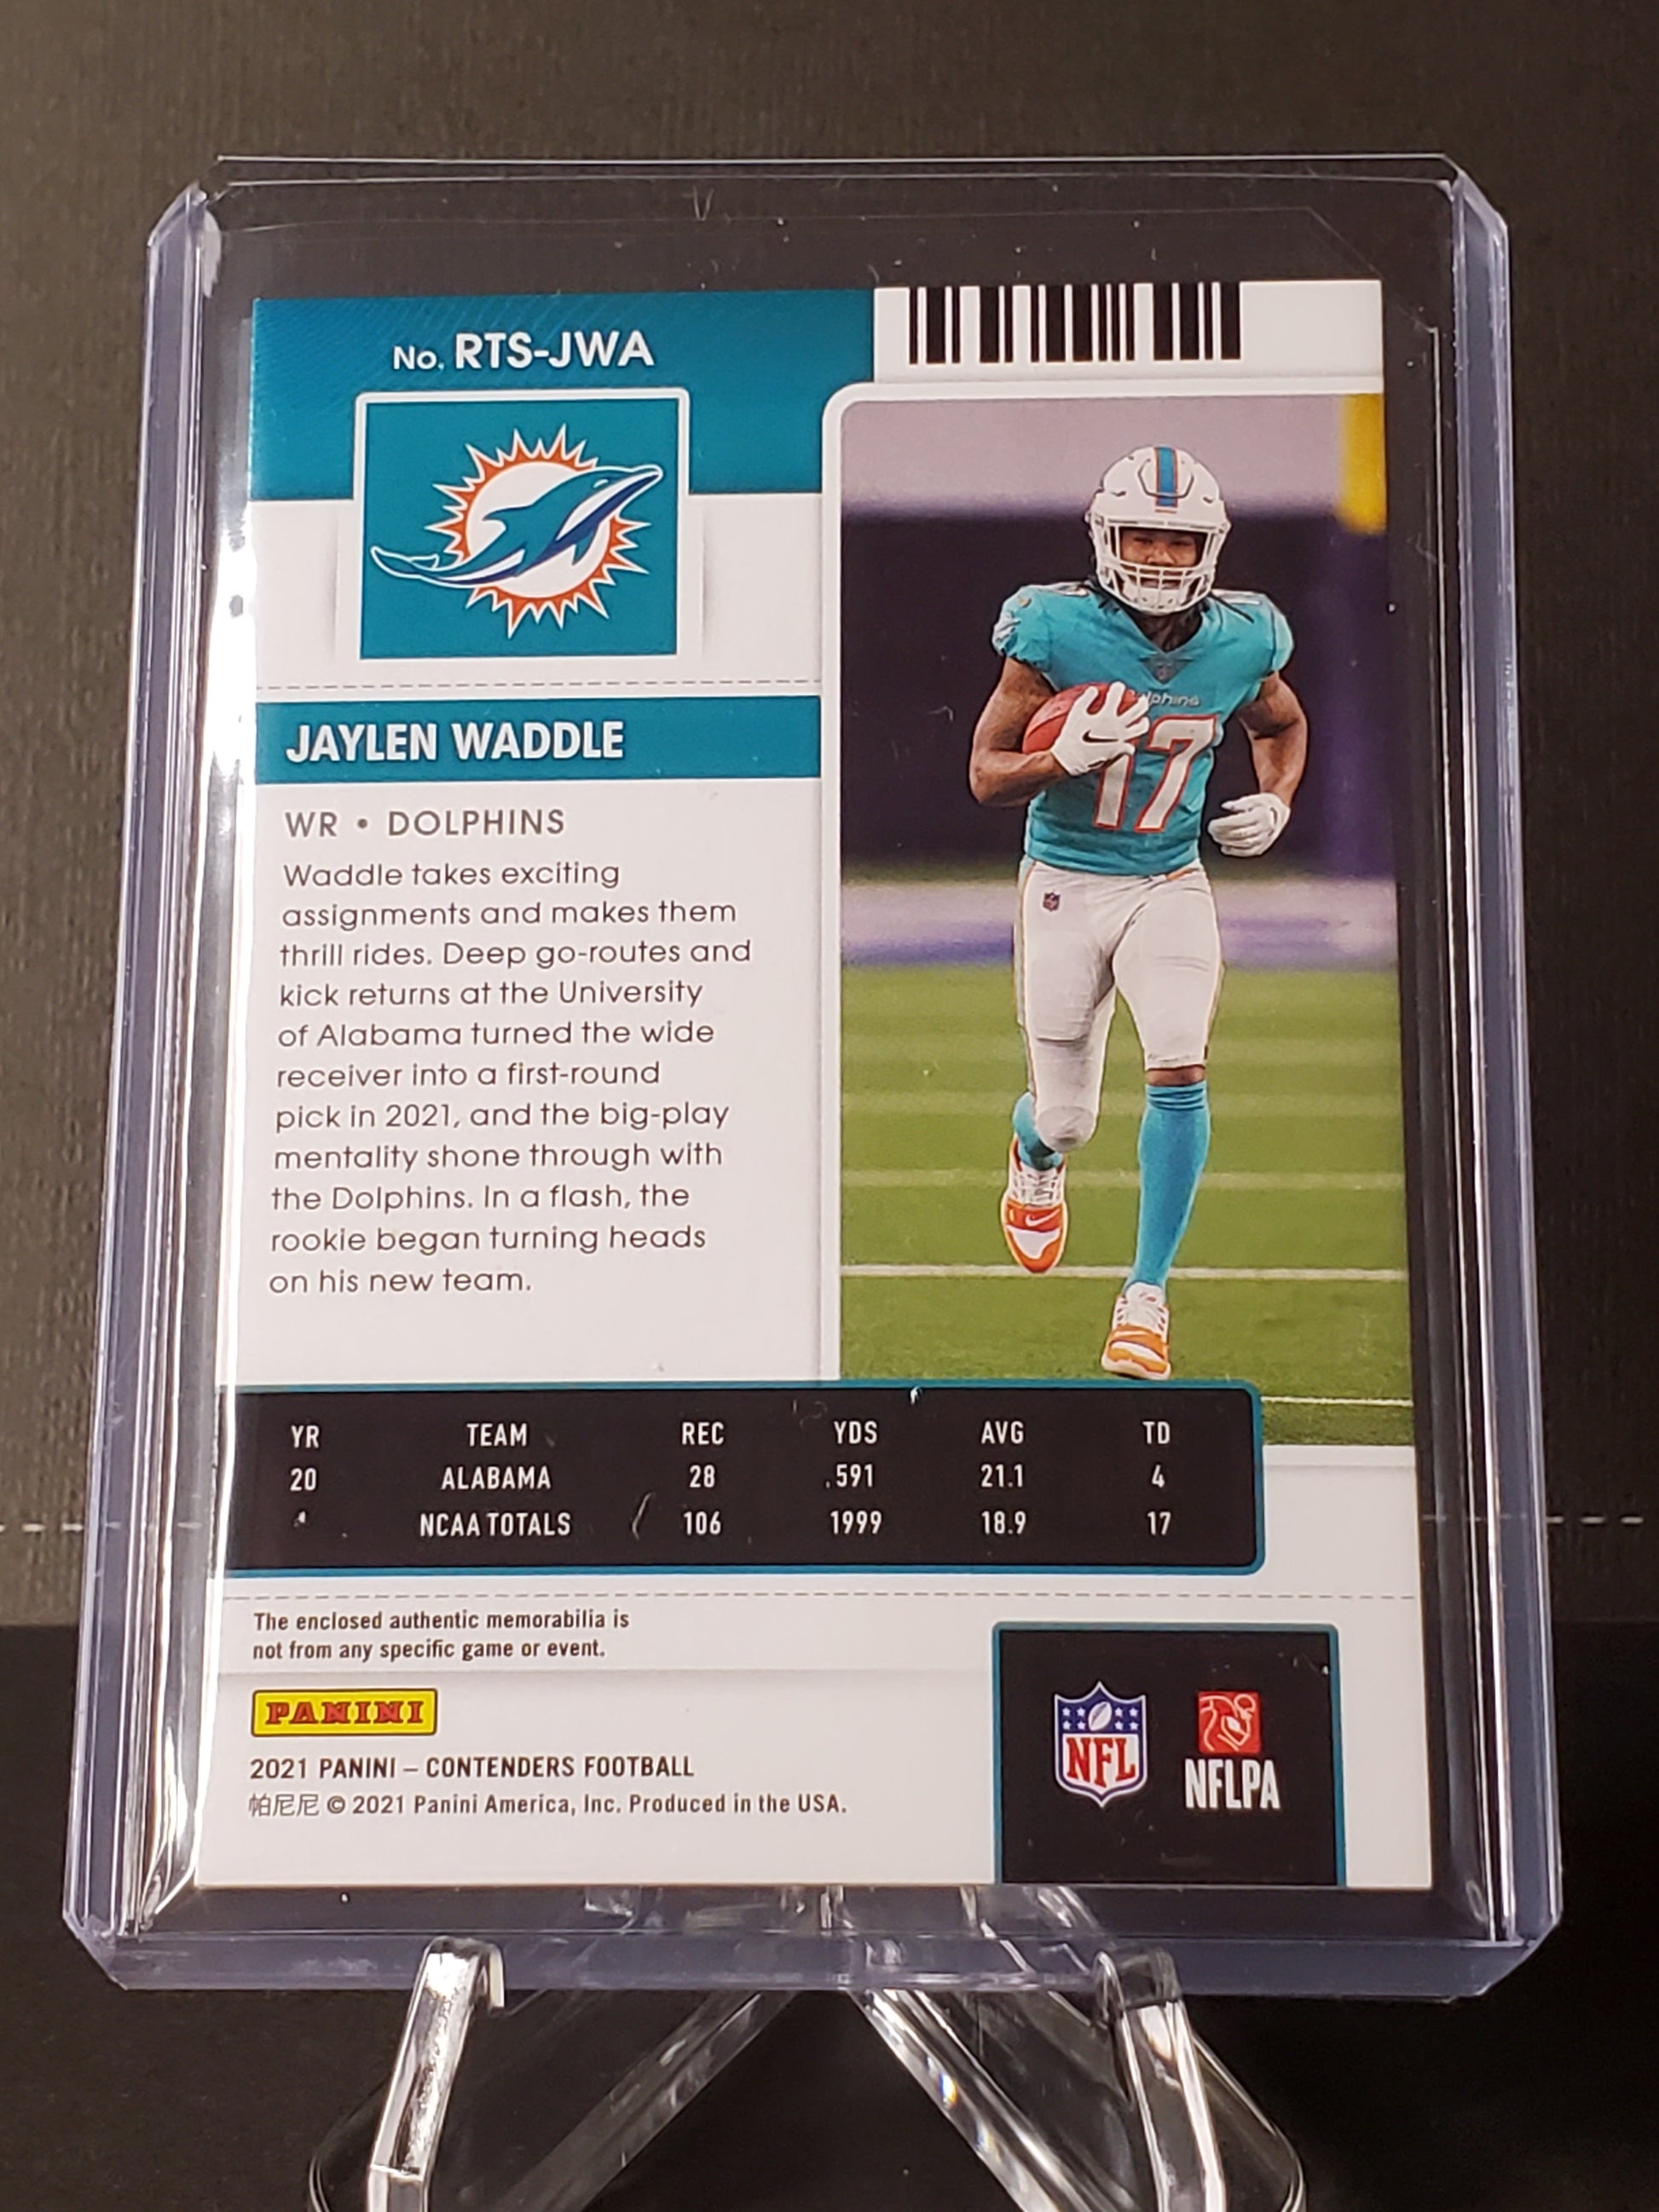 No. RTS-JWA
JAYLEN WADDLE
WR • DOLPHINS
Waddle takes exciting
assignments and makes them
thrill rides. Deep go-routes and
kick returns at the University
of Alabama turned the wide
receiver into a first-round
pick in 2021, and the big-play
mentality shone through with
the Dolphins. In a flash, the
rookie began turning heads
on his new team.
Dolphins
17
YR TEAM REC YDS AVG TD
20 ALABAMA 28 591 21.1 4
NCAA TOTALS 106 1999 18.9 17
The enclosed authentic memorabilia is
not from any specific game or event.
PANINI
2021 PANINI – CONTENDERS FOOTBALL
帕尼尼 © 2021 Panini America, Inc. Produced in the USA.
NFL
NFLPA